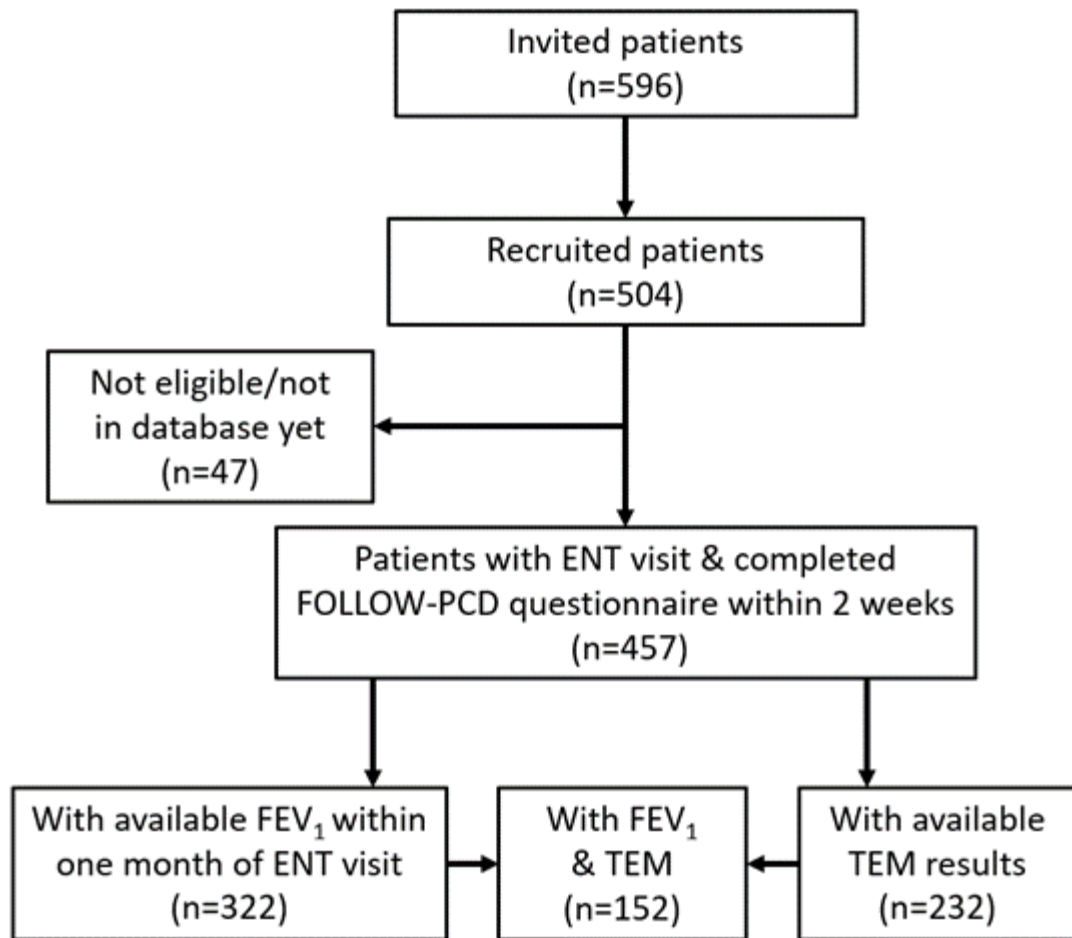 Invited patients
(n=596)
Recruited patients
(n=504)
Not eligible/not
in database yet
(n=47)
Patients with ENT visit & completed
FOLLOW-PCD questionnaire within 2 weeks
(n=457)
With available FEV₁ within
one month of ENT visit
(n=322)
With FEV₁
& TEM
(n=152)
With available
TEM results
(n=232)